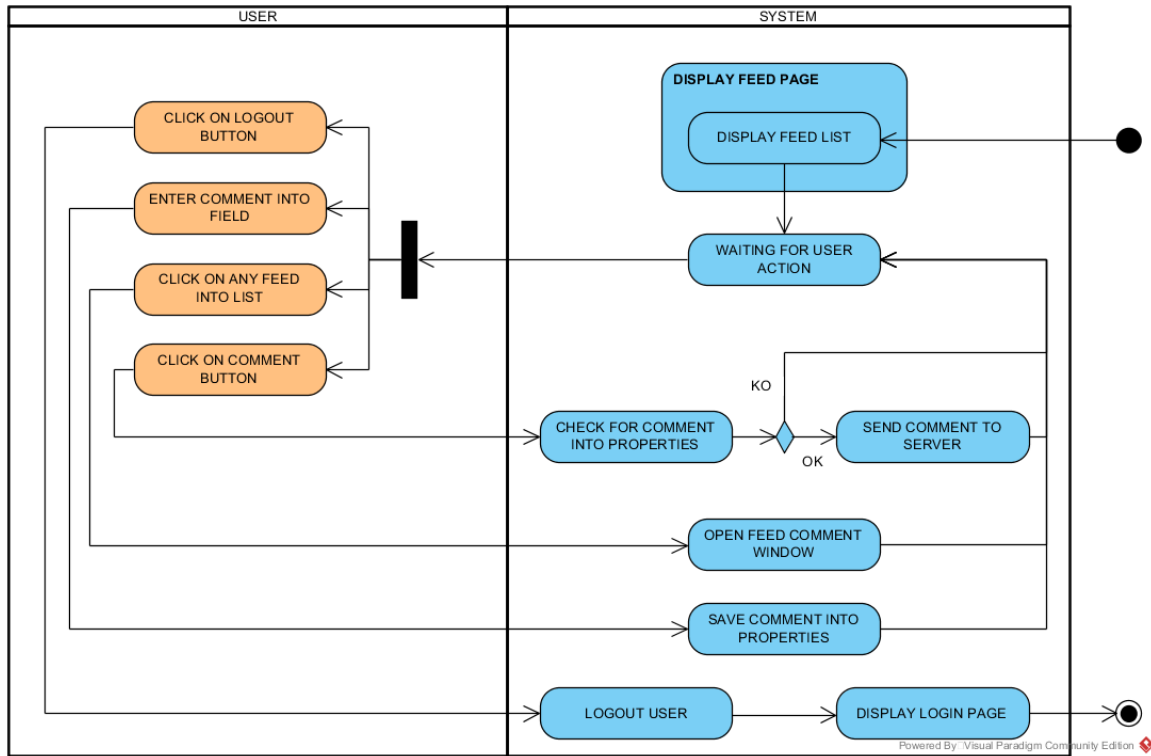 USER
SYSTEM
DISPLAY FEED PAGE
DISPLAY FEED LIST
CLICK ON LOGOUT
BUTTON
ENTER COMMENT INTO
FIELD
WAITING FOR USER
ACTION
CLICK ON ANY FEED
INTO LIST
CLICK ON COMMENT
BUTTON
KO
CHECK FOR COMMENT
INTO PROPERTIES
OK
SEND COMMENT TO
SERVER
OPEN FEED COMMENT
WINDOW
SAVE COMMENT INTO
PROPERTIES
LOGOUT USER
DISPLAY LOGIN PAGE
Powered By Visual Paradigm Community Edition